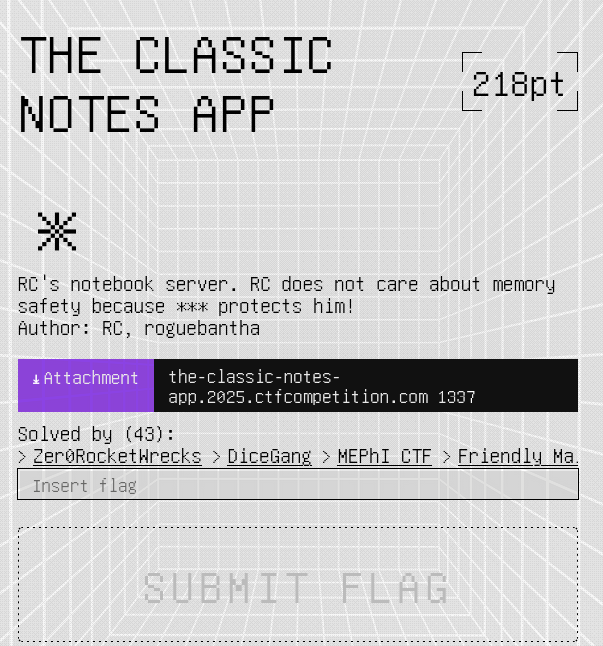 THE CLASSIC
NOTES APP
218pt
RC's notebook server. RC does not care about memory
safety because *** protects him!
Author: RC, roguebantha
Attachment
the-classic-notes-
app.2025.ctfcompetition.com 1337
Solved by (43):
> Zer0RocketWrecks > DiceGang > MEPhI CTF > Friendly Ma.
Insert flag
SUBMIT FLAG